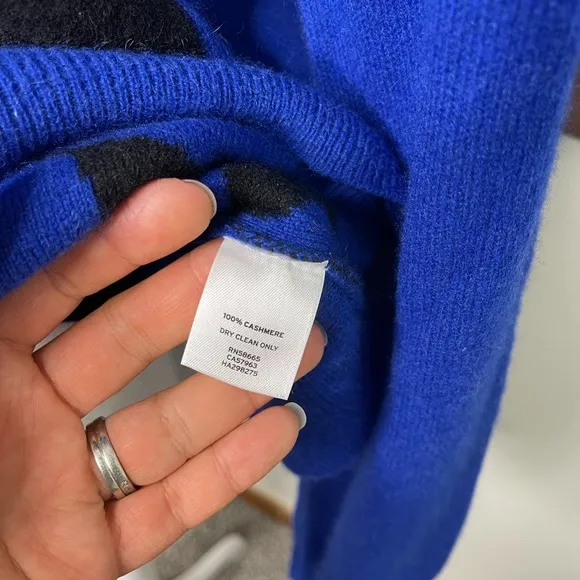 100% CASHMERE
DRY CLEAN ONLY
RN58665
CA57963
HA298275